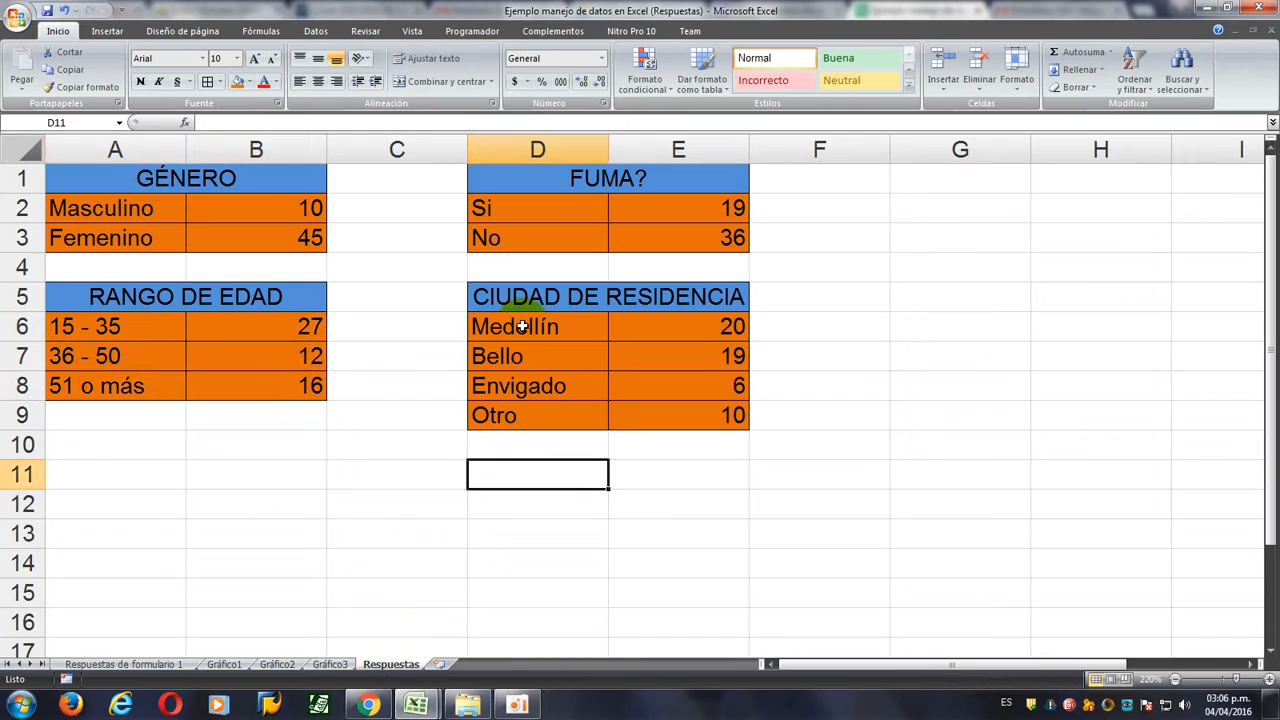 Ejemplo manejo de datos en Excel (Respuestas) - Microsoft Excel
Inicio Insertar Diseño de página Fórmulas Datos Revisar Vista Programador Complementos Nitro Pro 10 Team
Pegar
Cortar
Copiar
Copiar formato
Portapapeles
Arial 10
N K S
Fuente
Ajustar texto
Combinar y centrar
Alineación
General
$ % 000
Número
Formato condicional
Dar formato como tabla
Normal Buena
Incorrecto Neutral
Estilos
Insertar Eliminar Formato
Celdas
Σ Autosuma
Rellenar
Borrar
Ordenar y filtrar
Buscar y seleccionar
Modificar
D11 fx
A B C D E F G H I
1 GÉNERO FUMA?
2 Masculino 10 Si 19
3 Femenino 45 No 36
4
5 RANGO DE EDAD CIUDAD DE RESIDENCIA
6 15 - 35 27 Medellín 20
7 36 - 50 12 Bello 19
8 51 o más 16 Envigado 6
9 Otro 10
10
11
12
13
14
15
16
17
Respuestas de formulario 1 Gráfico1 Gráfico2 Gráfico3 Respuestas
Listo 220%
ES 03:06 p.m.
04/04/2016